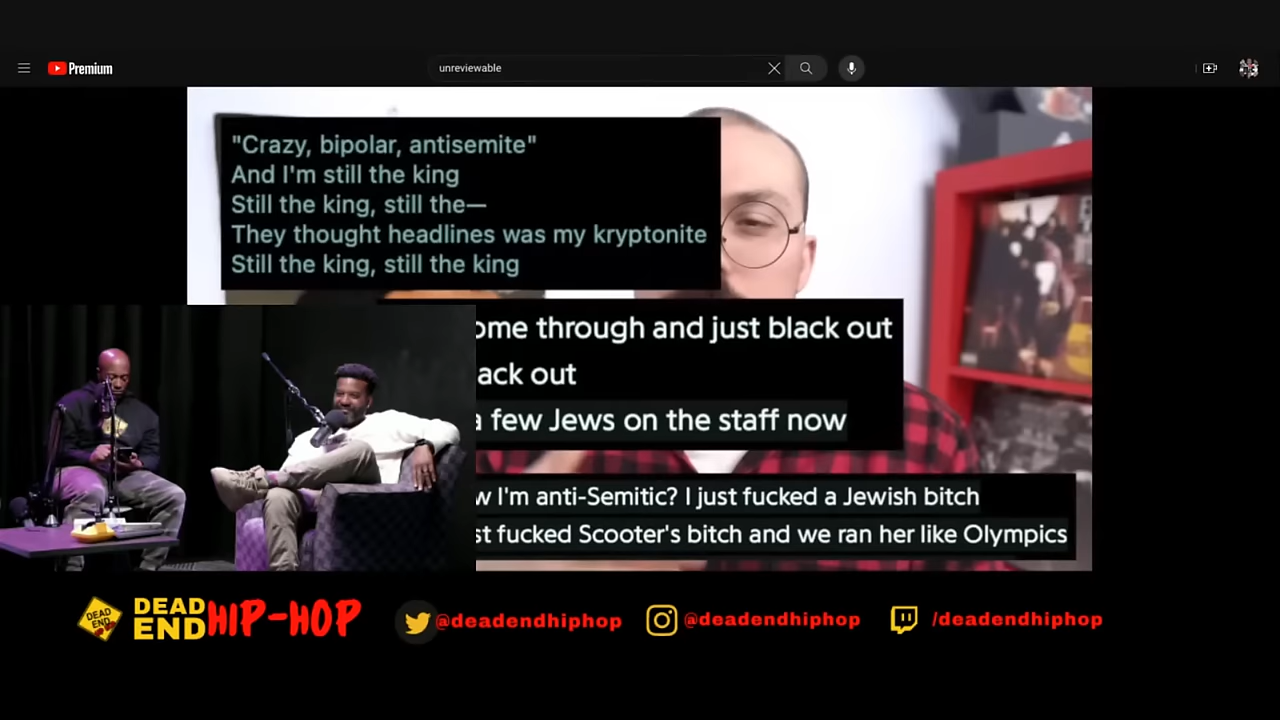 Premium
unreviewable
"Crazy, bipolar, antisemite"
And I'm still the king
Still the king, still the—
They thought headlines was my kryptonite
Still the king, still the king
ome through and just black out
ack out
a few Jews on the staff now
w I'm anti-Semitic? I just fucked a Jewish bitch
st fucked Scooter's bitch and we ran her like Olympics
DEAD END
DEAD END HIP-HOP
@deadendhiphop
@deadendhiphop
/deadendhiphop